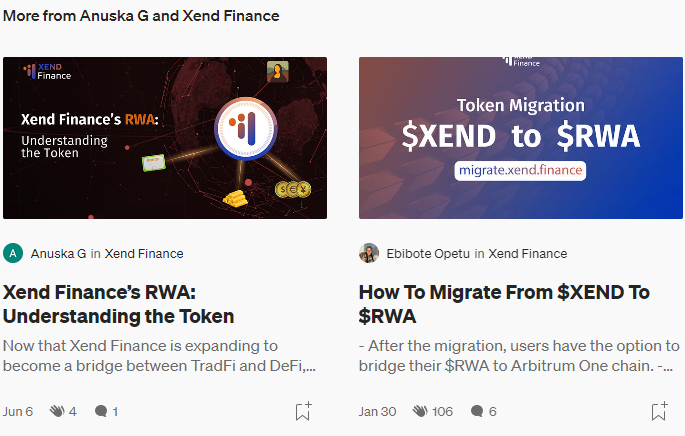 More from Anuska G and Xend Finance
XEND
Finance
Xend Finance's RWA:
Understanding
the Token
$ € ¥
A
Anuska G in Xend Finance
Xend Finance's RWA:
Understanding the Token
Now that Xend Finance is expanding to
become a bridge between TradFi and DeFi,...
Jun 6 4 1
XEND
Finance
Token Migration
$XEND to $RWA
migrate.xend.finance
Ebibote Opetu in Xend Finance
How To Migrate From $XEND To
$RWA
- After the migration, users have the option to
bridge their $RWA to Arbitrum One chain. -...
Jan 30 106 6